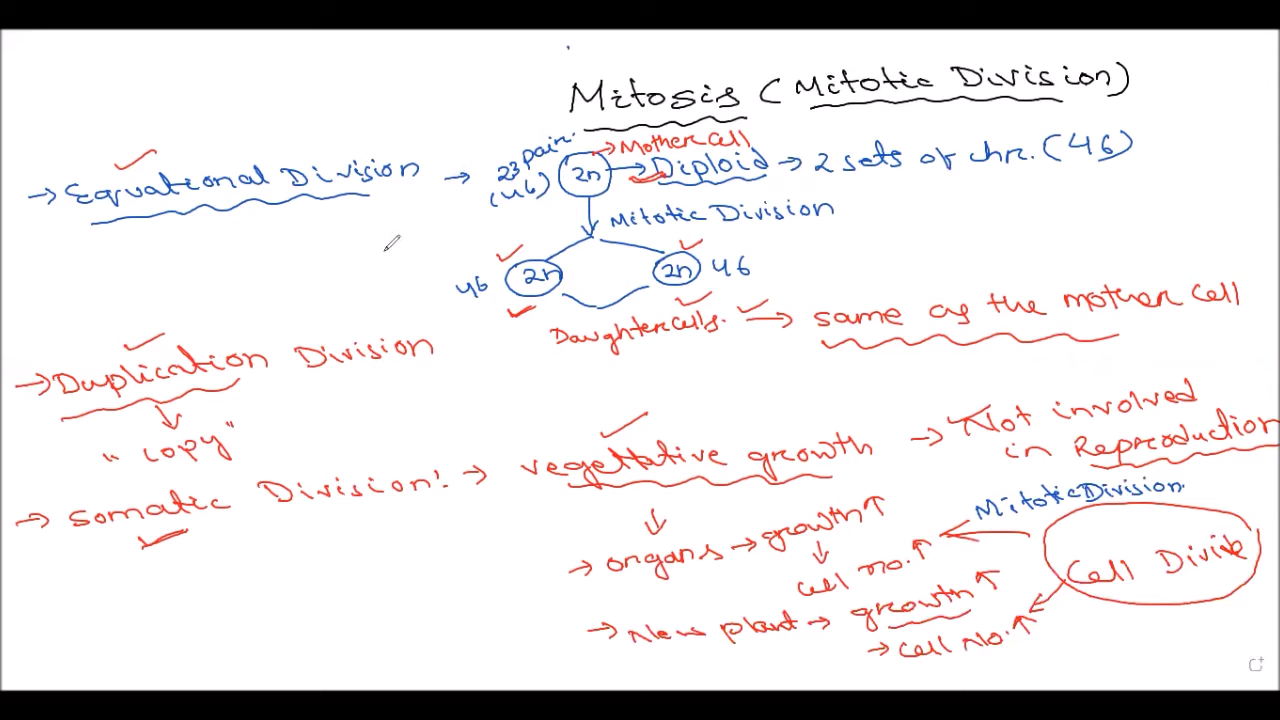 Mitosis (Mitotic Division)
→ Equational Division → 23 pair. (46) 2n → Mother cell
→ Diploid → 2 sets of chr. (46)
Mitotic Division
46 2n 2n 46
Daughter cells. → same as the mother cell
→ Duplication Division
"copy"
→ Somatic Division! → vegettative growth → Not involved
in Reproduction
Mitotic Division.
→ organs → growth ↑
cell no. ↑
Cell Divide
→ New plant → growth ↑
→ cell No. ↑